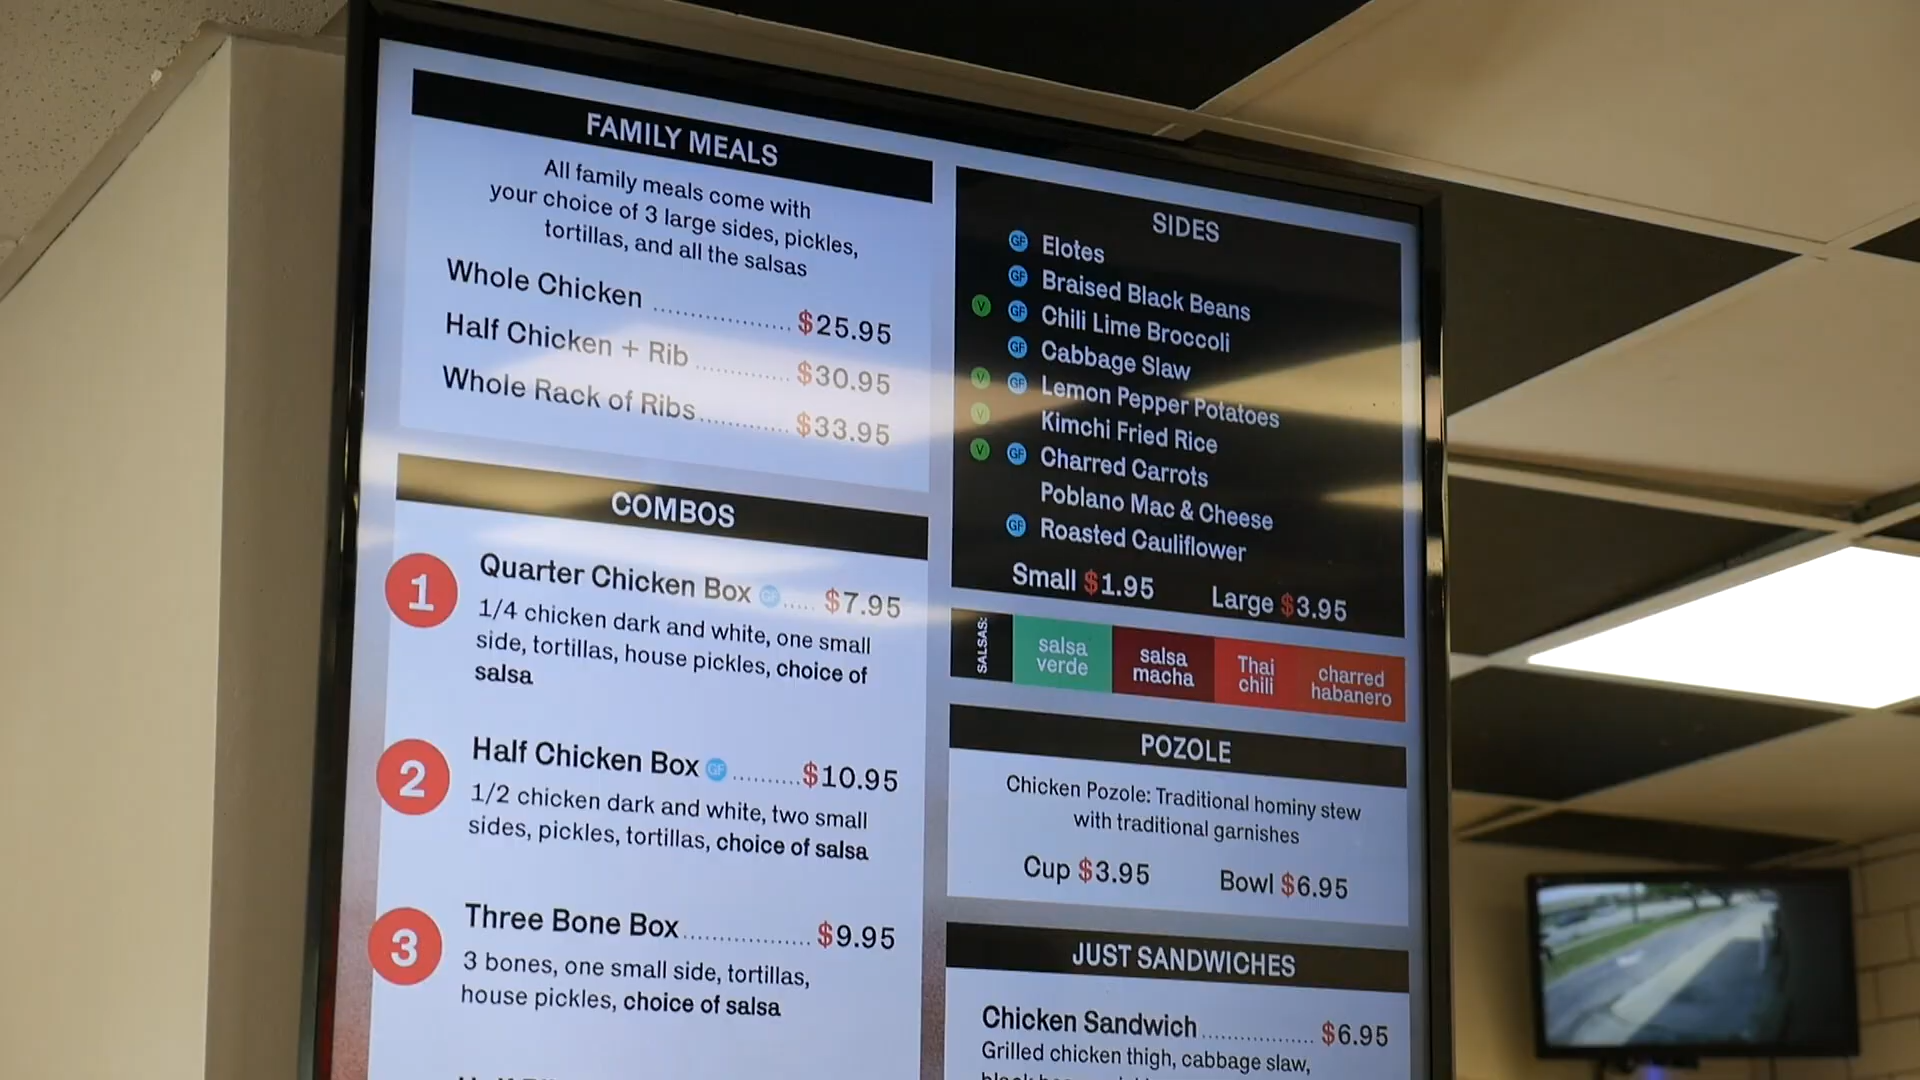 FAMILY MEALS
All family meals come with
your choice of 3 large sides, pickles,
tortillas, and all the salsas
Whole Chicken .................... $25.95
Half Chicken + Rib .............. $30.95
Whole Rack of Ribs ............. $33.95
COMBOS
1
Quarter Chicken Box GF ..... $7.95
1/4 chicken dark and white, one small
side, tortillas, house pickles, choice of
salsa
2
Half Chicken Box GF .......... $10.95
1/2 chicken dark and white, two small
sides, pickles, tortillas, choice of salsa
3
Three Bone Box ................... $9.95
3 bones, one small side, tortillas,
house pickles, choice of salsa
SIDES
GF Elotes
GF Braised Black Beans
V GF Chili Lime Broccoli
GF Cabbage Slaw
V GF Lemon Pepper Potatoes
V Kimchi Fried Rice
V GF Charred Carrots
Poblano Mac & Cheese
GF Roasted Cauliflower
Small $1.95 Large $3.95
SALSAS:
salsa
verde
salsa
macha
Thai
chili
charred
habanero
POZOLE
Chicken Pozole: Traditional hominy stew
with traditional garnishes
Cup $3.95 Bowl $6.95
JUST SANDWICHES
Chicken Sandwich ................. $6.95
Grilled chicken thigh, cabbage slaw,